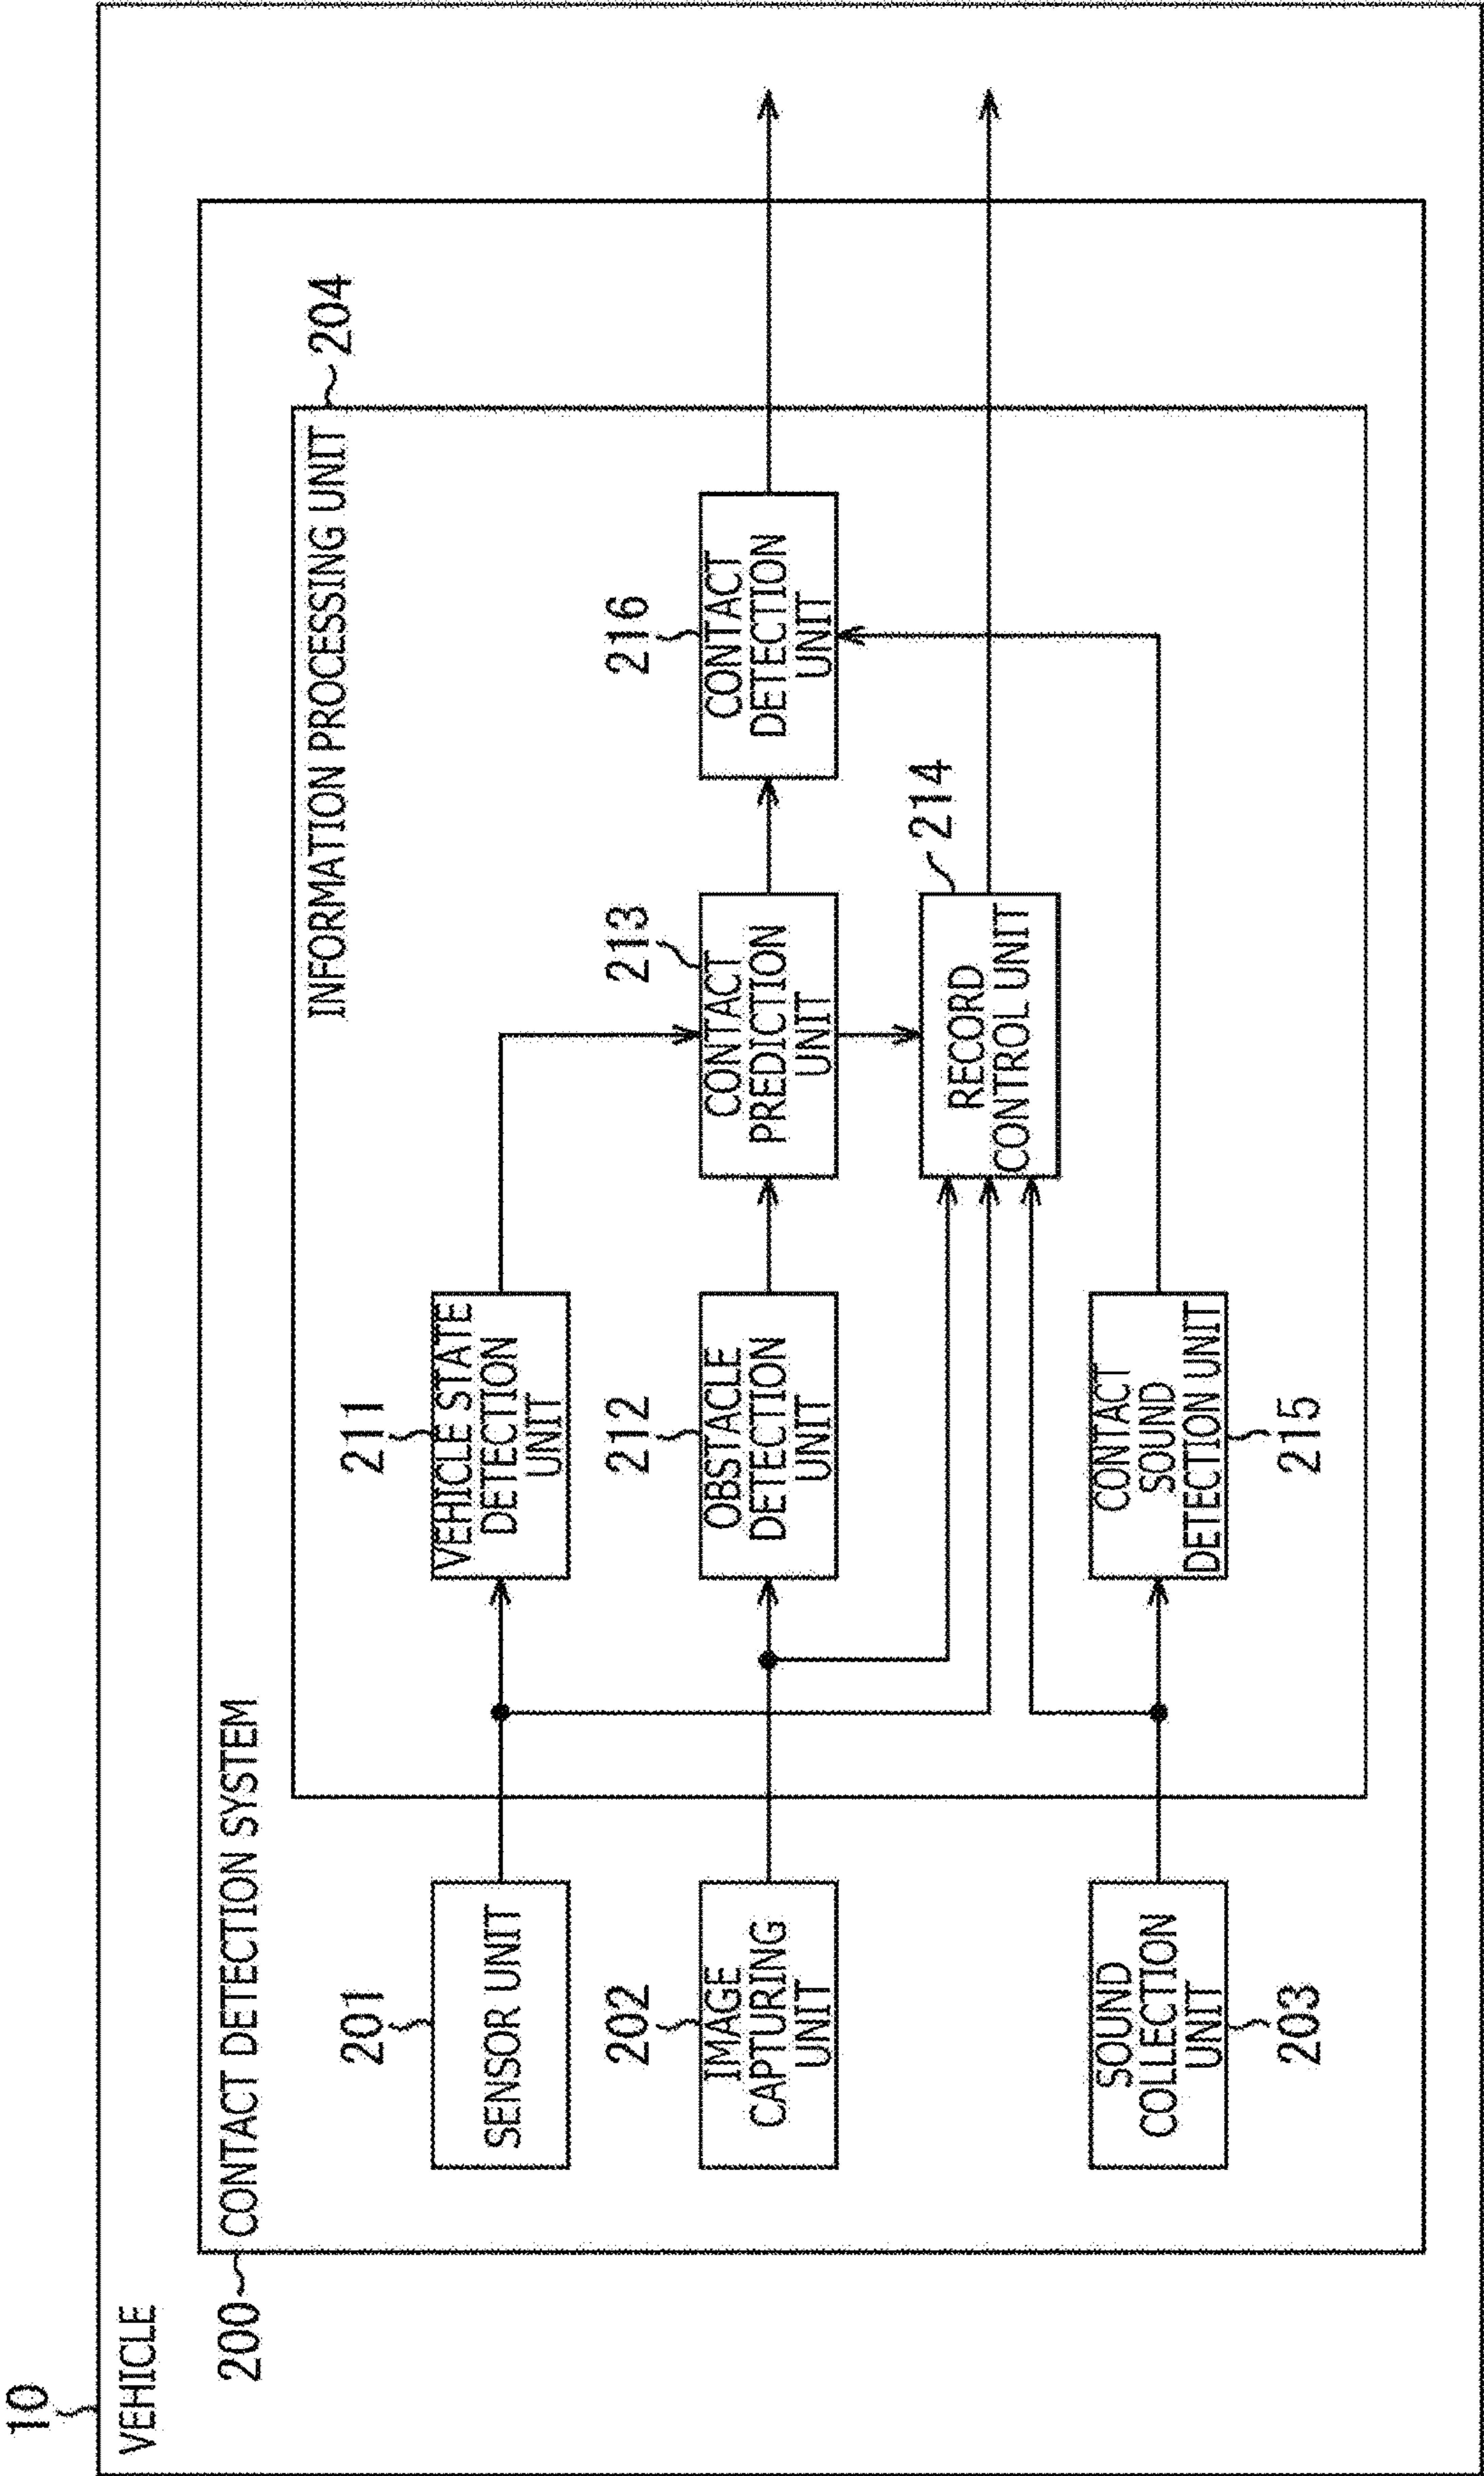 10
VEHICLE
200
CONTACT DETECTION SYSTEM
INFORMATION PROCESSING UNIT
204
201
SENSOR UNIT
211
VEHICLE STATE
DETECTION
UNIT
202
IMAGE
CAPTURING
UNIT
212
OBSTACLE
DETECTION
UNIT
213
CONTACT
PREDICTION
UNIT
216
CONTACT
DETECTION
UNIT
214
RECORD
CONTROL UNIT
SOUND
COLLECTION
UNIT
203
CONTACT
SOUND
DETECTION UNIT
215